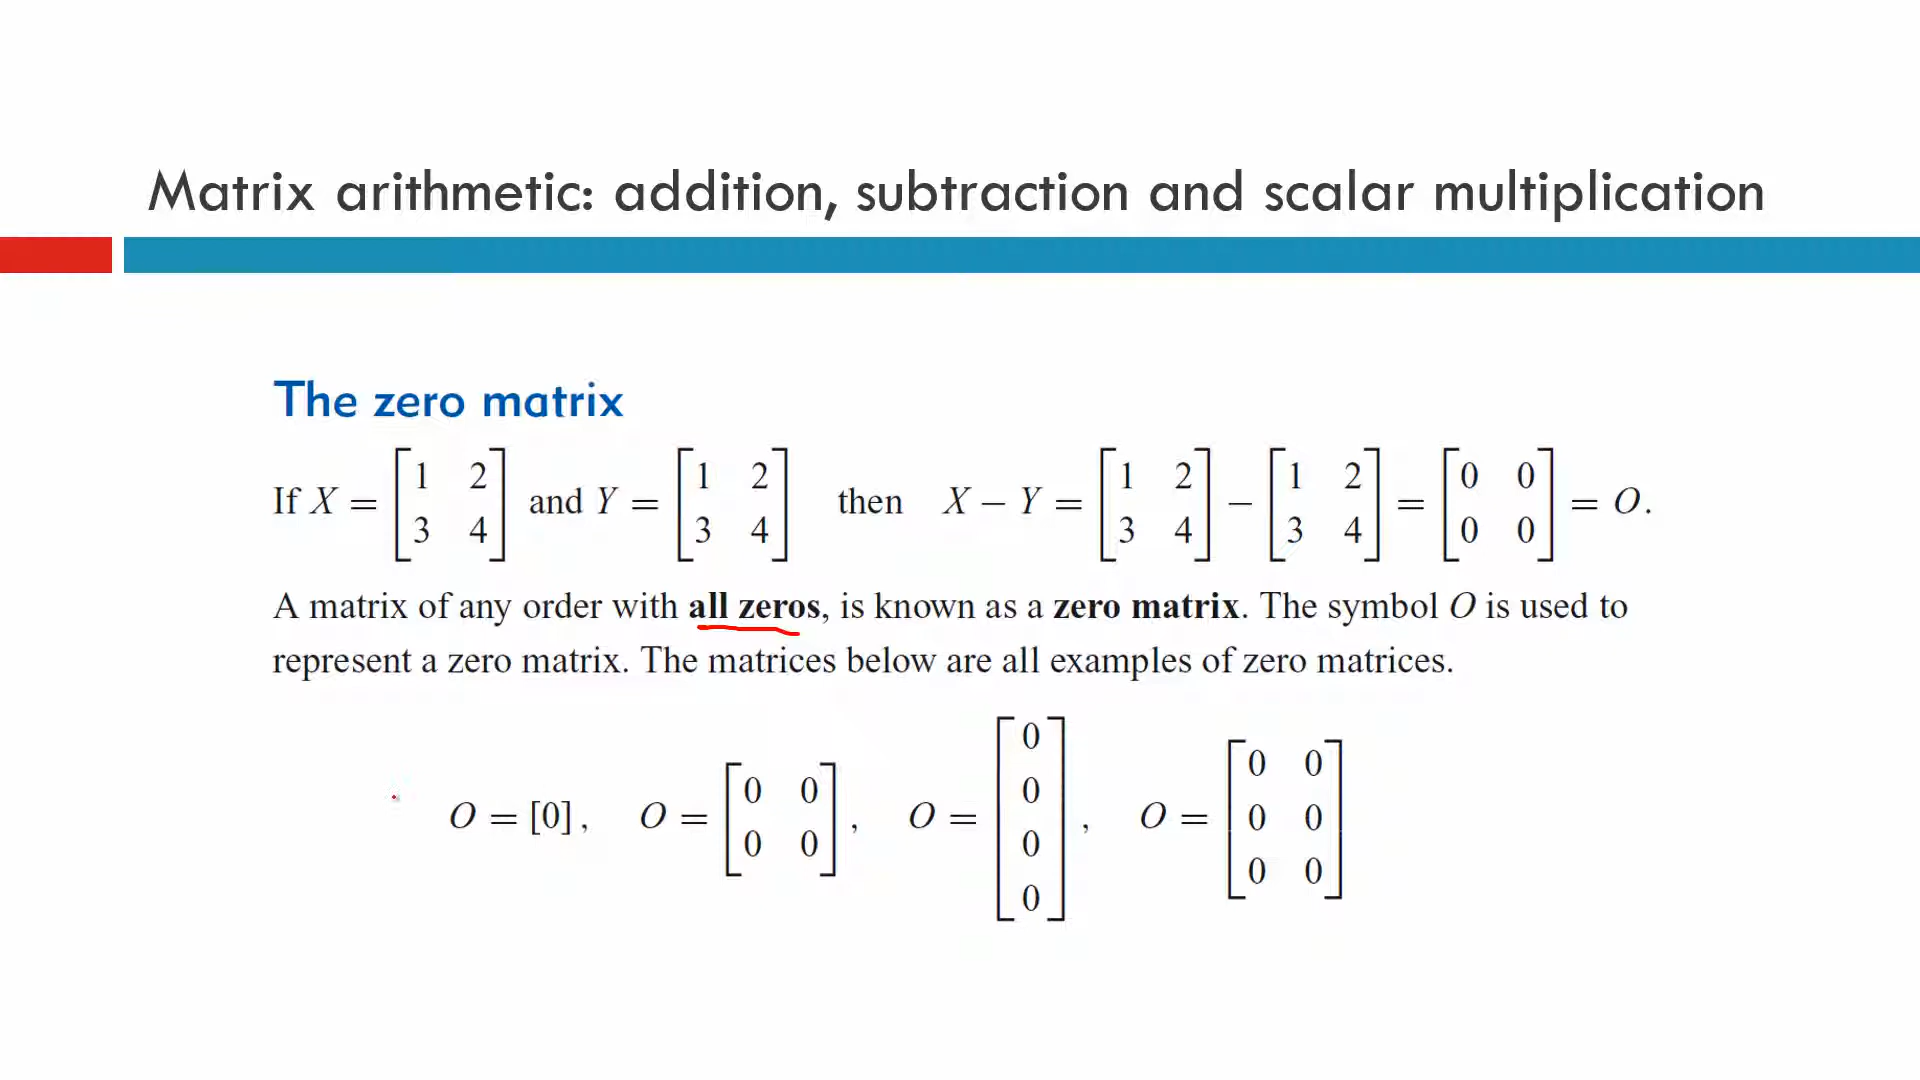 Matrix arithmetic: addition, subtraction and scalar multiplication
The zero matrix
If X = [1 2; 3 4] and Y = [1 2; 3 4] then X − Y = [1 2; 3 4] − [1 2; 3 4] = [0 0; 0 0] = O.
A matrix of any order with all zeros, is known as a zero matrix. The symbol O is used to
represent a zero matrix. The matrices below are all examples of zero matrices.
O = [0], O = [0 0; 0 0], O = [0; 0; 0; 0], O = [0 0; 0 0; 0 0]